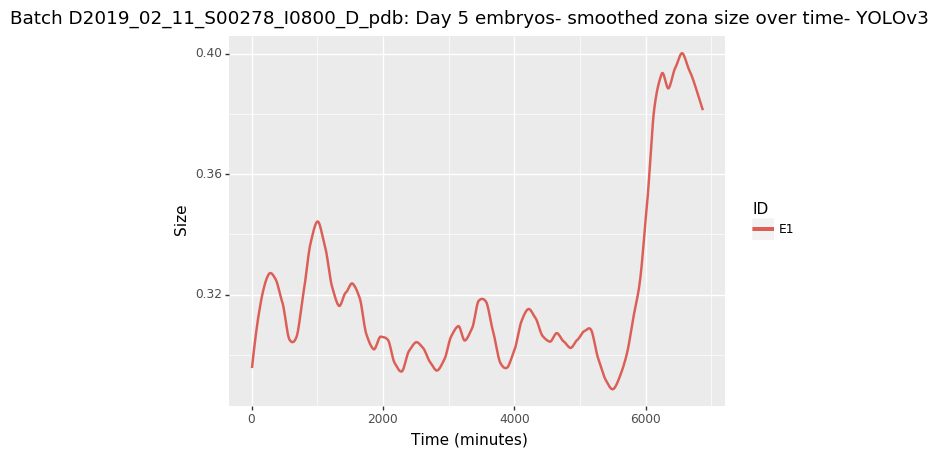 Batch D2019_02_11_S00278_I0800_D_pdb: Day 5 embryos- smoothed zona size over time- YOLOv3
0.40
0.36
0.32
Size
0
2000
4000
6000
Time (minutes)
ID
E1